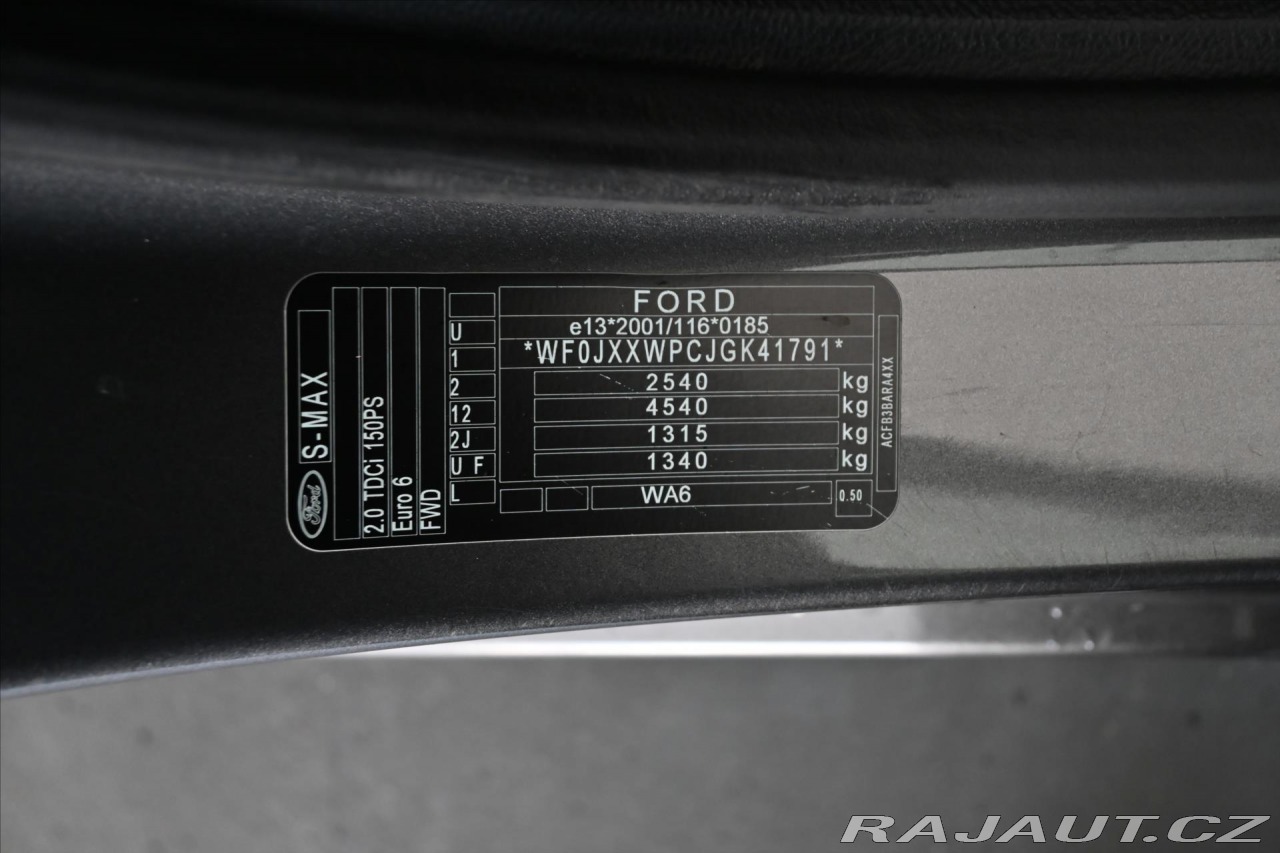 FORD
e13*2001/116*0185
*WF0JXXWPCJGK41791*
2540 kg
4540 kg
1315 kg
1340 kg
WA6
0.50
U
1
2
12
2J
U F
L
Ford
S-MAX
2.0 TDCi 150PS
Euro 6
FWD
ACFB3BARA4XX
RAJAUT.CZ